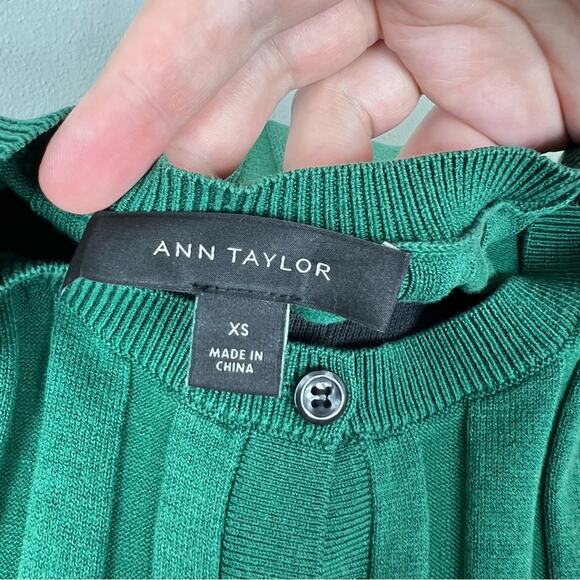 ANN TAYLOR
XS
MADE IN
CHINA